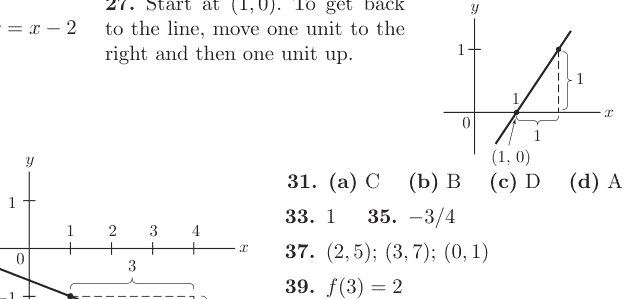 27. Start at (1, 0). To get back
to the line, move one unit to the
right and then one unit up.
= x − 2
y
1
1
1
0
x
1
(1, 0)
y
1
1 2 3 4
0
x
3
−1
31. (a) C (b) B (c) D (d) A
33. 1 35. −3/4
37. (2, 5); (3, 7); (0, 1)
39. f(3) = 2